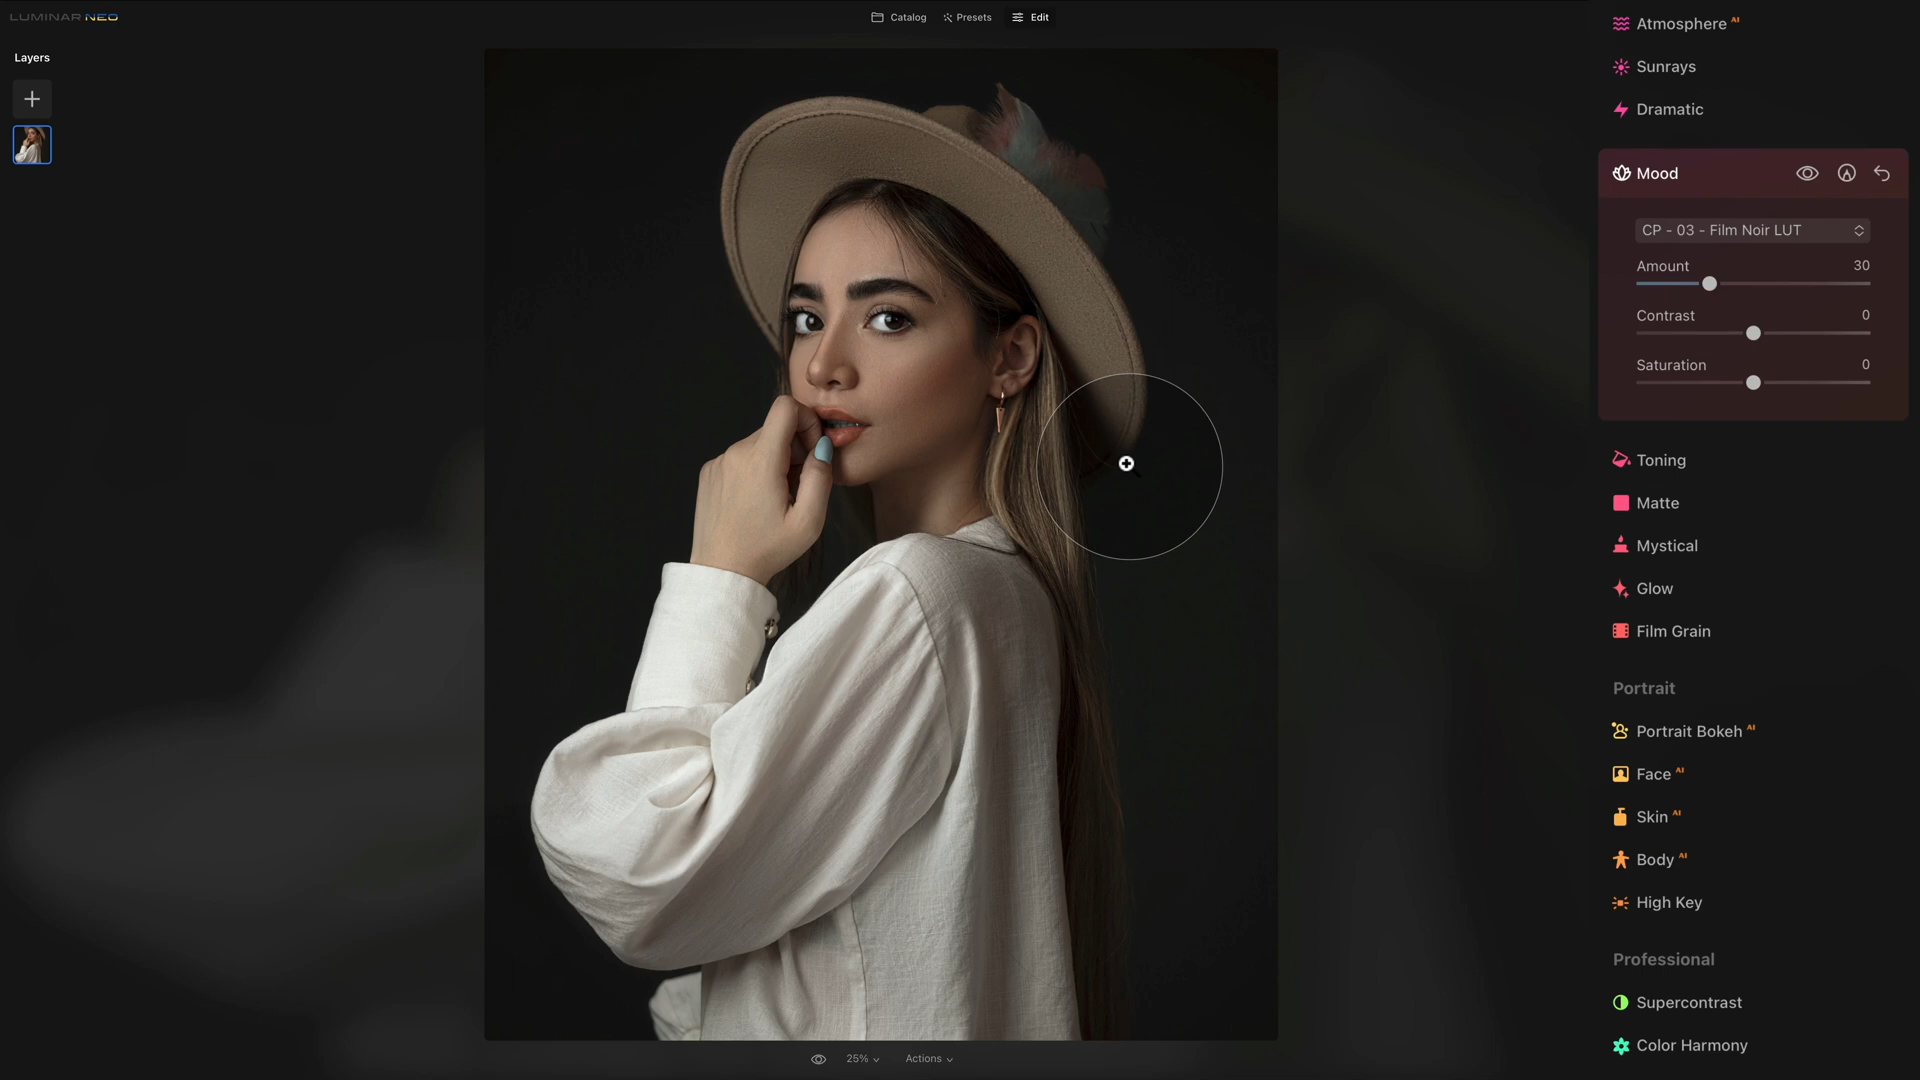 LUMINAR NEO
Catalog
Presets
Edit
Layers
Atmosphere AI
Sunrays
Dramatic
Mood
CP - 03 - Film Noir LUT
Amount 30
Contrast 0
Saturation 0
Toning
Matte
Mystical
Glow
Film Grain
Portrait
Portrait Bokeh AI
Face AI
Skin AI
Body AI
High Key
Professional
Supercontrast
Color Harmony
25%
Actions